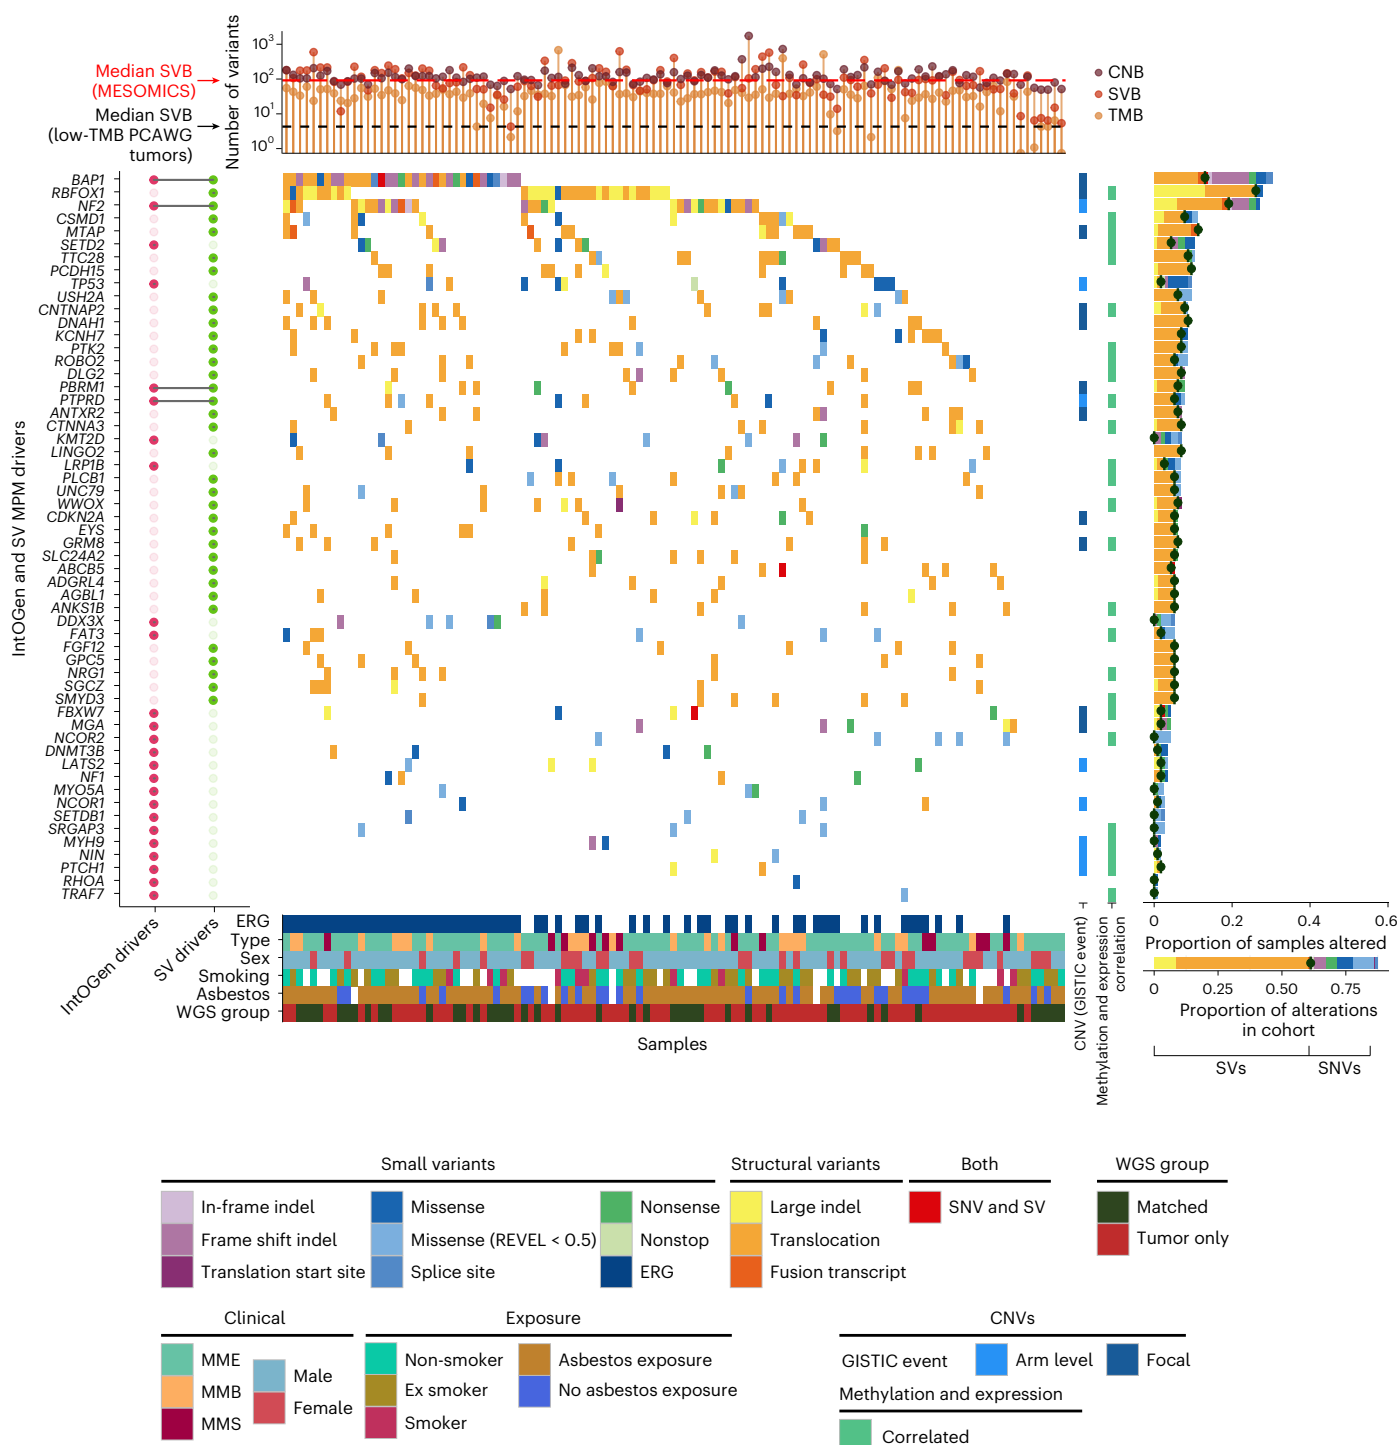 Number of variants
10³
10²
10¹
10⁰
Median SVB
(MESOMICS)
Median SVB
(low-TMB PCAWG
tumors)
CNB
SVB
TMB
IntOGen and SV MPM drivers
BAP1
RBFOX1
NF2
CSMD1
MTAP
SETD2
TTC28
PCDH15
TP53
USH2A
CNTNAP2
DNAH1
KCNH7
PTK2
ROBO2
DLG2
PBRM1
PTPRD
ANTXR2
CTNNA3
KMT2D
LINGO2
LRP1B
PLCB1
UNC79
WWOX
CDKN2A
EYS
GRM8
SLC24A2
ABCB5
ADGRL4
AGBL1
ANKS1B
DDX3X
FAT3
FGF12
GPC5
NRG1
SGCZ
SMYD3
FBXW7
MGA
NCOR2
DNMT3B
LATS2
NF1
MYO5A
NCOR1
SETDB1
SRGAP3
MYH9
NIN
PTCH1
RHOA
TRAF7
IntOGen drivers
SV drivers
ERG
Type
Sex
Smoking
Asbestos
WGS group
Samples
CNV (GISTIC event)
Methylation and expression
correlation
0 0.2 0.4 0.6
Proportion of samples altered
0 0.25 0.50 0.75
Proportion of alterations
in cohort
SVs SNVs
Small variants
In-frame indel
Frame shift indel
Translation start site
Missense
Missense (REVEL < 0.5)
Splice site
Nonsense
Nonstop
ERG
Structural variants
Large indel
Translocation
Fusion transcript
Both
SNV and SV
WGS group
Matched
Tumor only
Clinical
MME
MMB
MMS
Male
Female
Exposure
Non-smoker
Ex smoker
Smoker
Asbestos exposure
No asbestos exposure
CNVs
GISTIC event
Arm level
Focal
Methylation and expression
Correlated